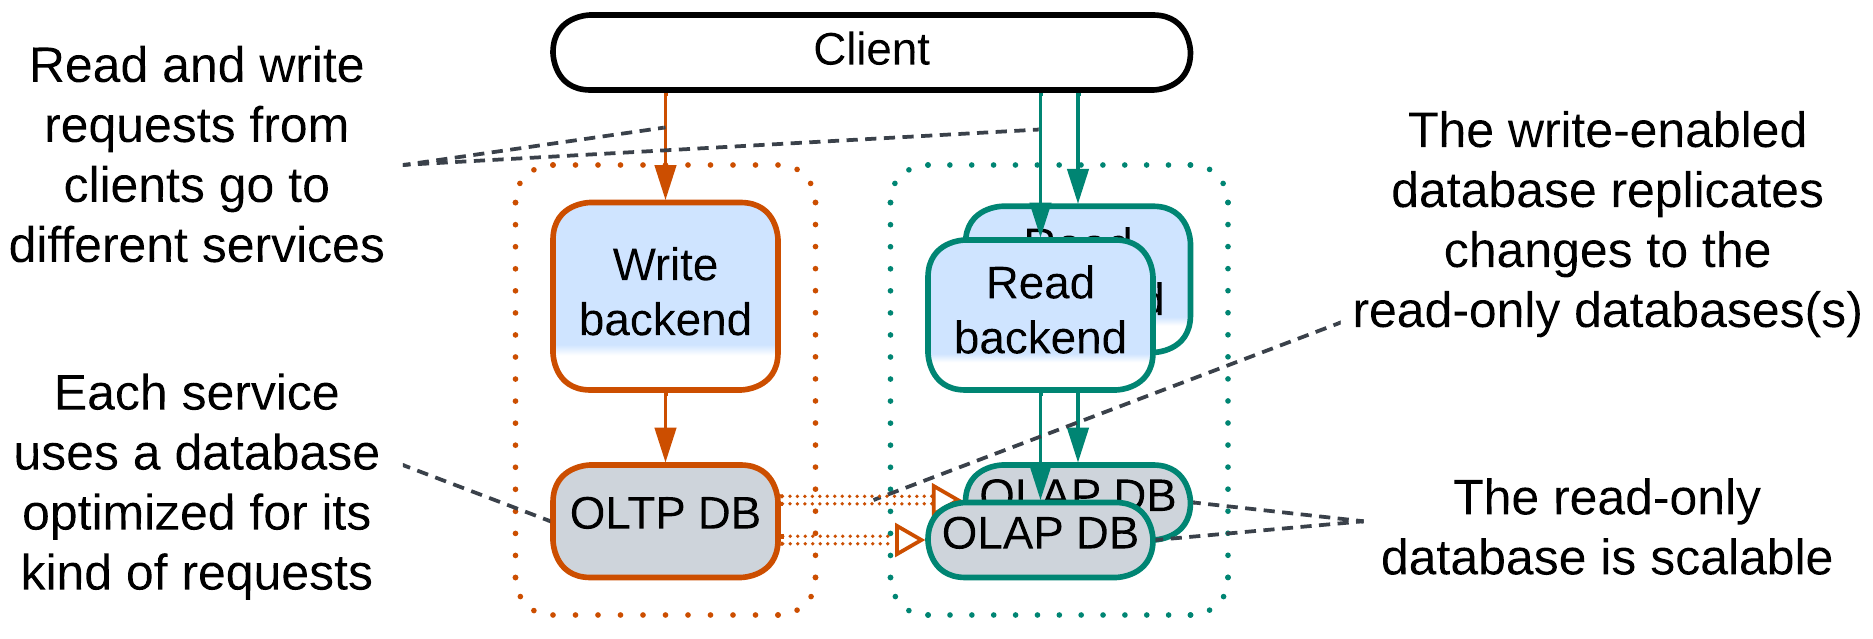 Client
Read and write
requests from
clients go to
different services
The write-enabled
database replicates
changes to the
read-only databases(s)
Write
backend
Read
Read
backend
Each service
uses a database
optimized for its
kind of requests
OLTP DB
OLAP DB
OLAP DB
The read-only
database is scalable